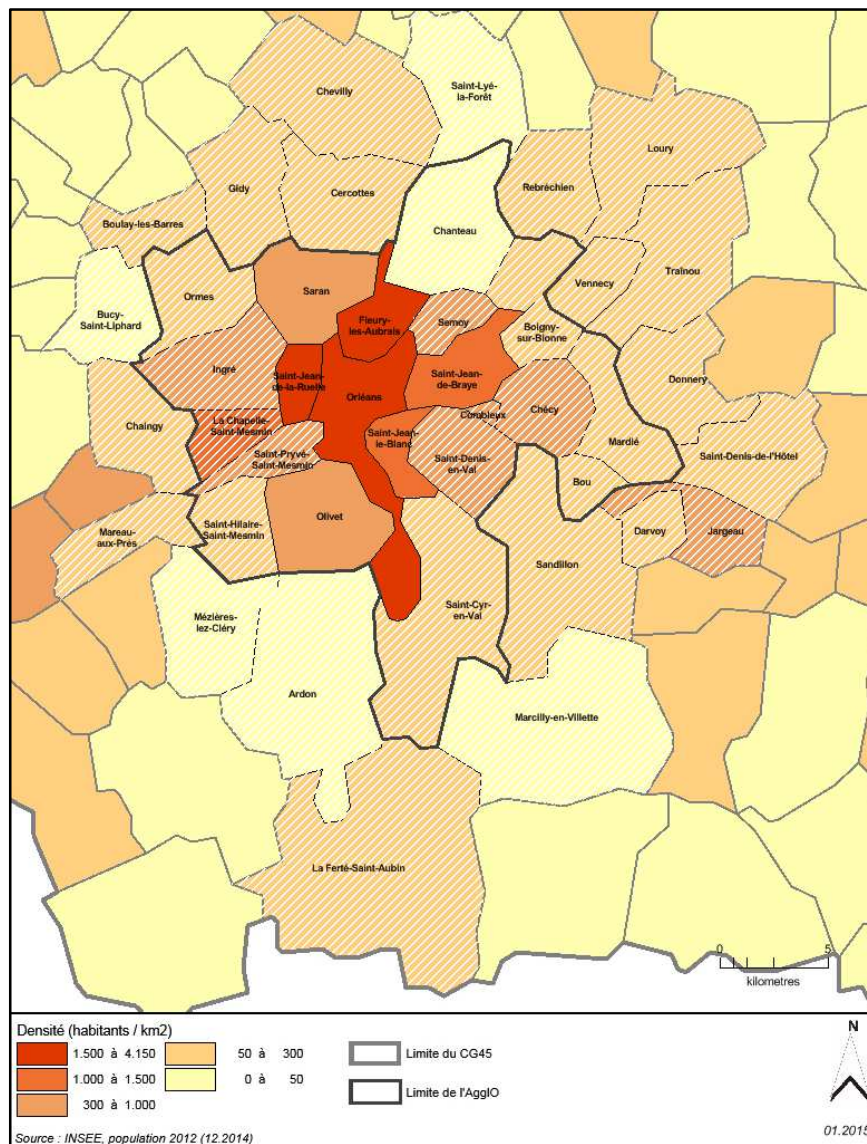 Saint-Lyé-
la-Forêt
Chevilly
Loury
Gidy
Cercottes
Rebréchien
Boulay-les-Barres
Chanteau
Traînou
Vennecy
Saran
Ormes
Bucy-
Saint-Liphard
Fleury-
les-Aubrais
Semoy
Boigny-
sur-Bionne
Ingré
Saint-Jean-
de-la-Ruelle
Saint-Jean-
de-Braye
Donnery
Orléans
Chaingy
La Chapelle-
Saint-Mesmin
Combleux
Chécy
Saint-Jean-
le-Blanc
Mardié
Saint-Pryvé-
Saint-Mesmin
Saint-Denis-
en-Val
Saint-Denis-de-l'Hôtel
Bou
Olivet
Saint-Hilaire-
Saint-Mesmin
Mareau-
aux-Prés
Darvoy
Jargeau
Sandillon
Mézières-
lez-Cléry
Saint-Cyr-
en-Val
Ardon
Marcilly-en-Villette
La Ferté-Saint-Aubin
0 5
kilometres
Densité (habitants / km2)
1.500 à 4.150
1.000 à 1.500
300 à 1.000
50 à 300
0 à 50
Limite du CG45
Limite de l'AgglO
N
Source : INSEE, population 2012 (12.2014)
01.2015